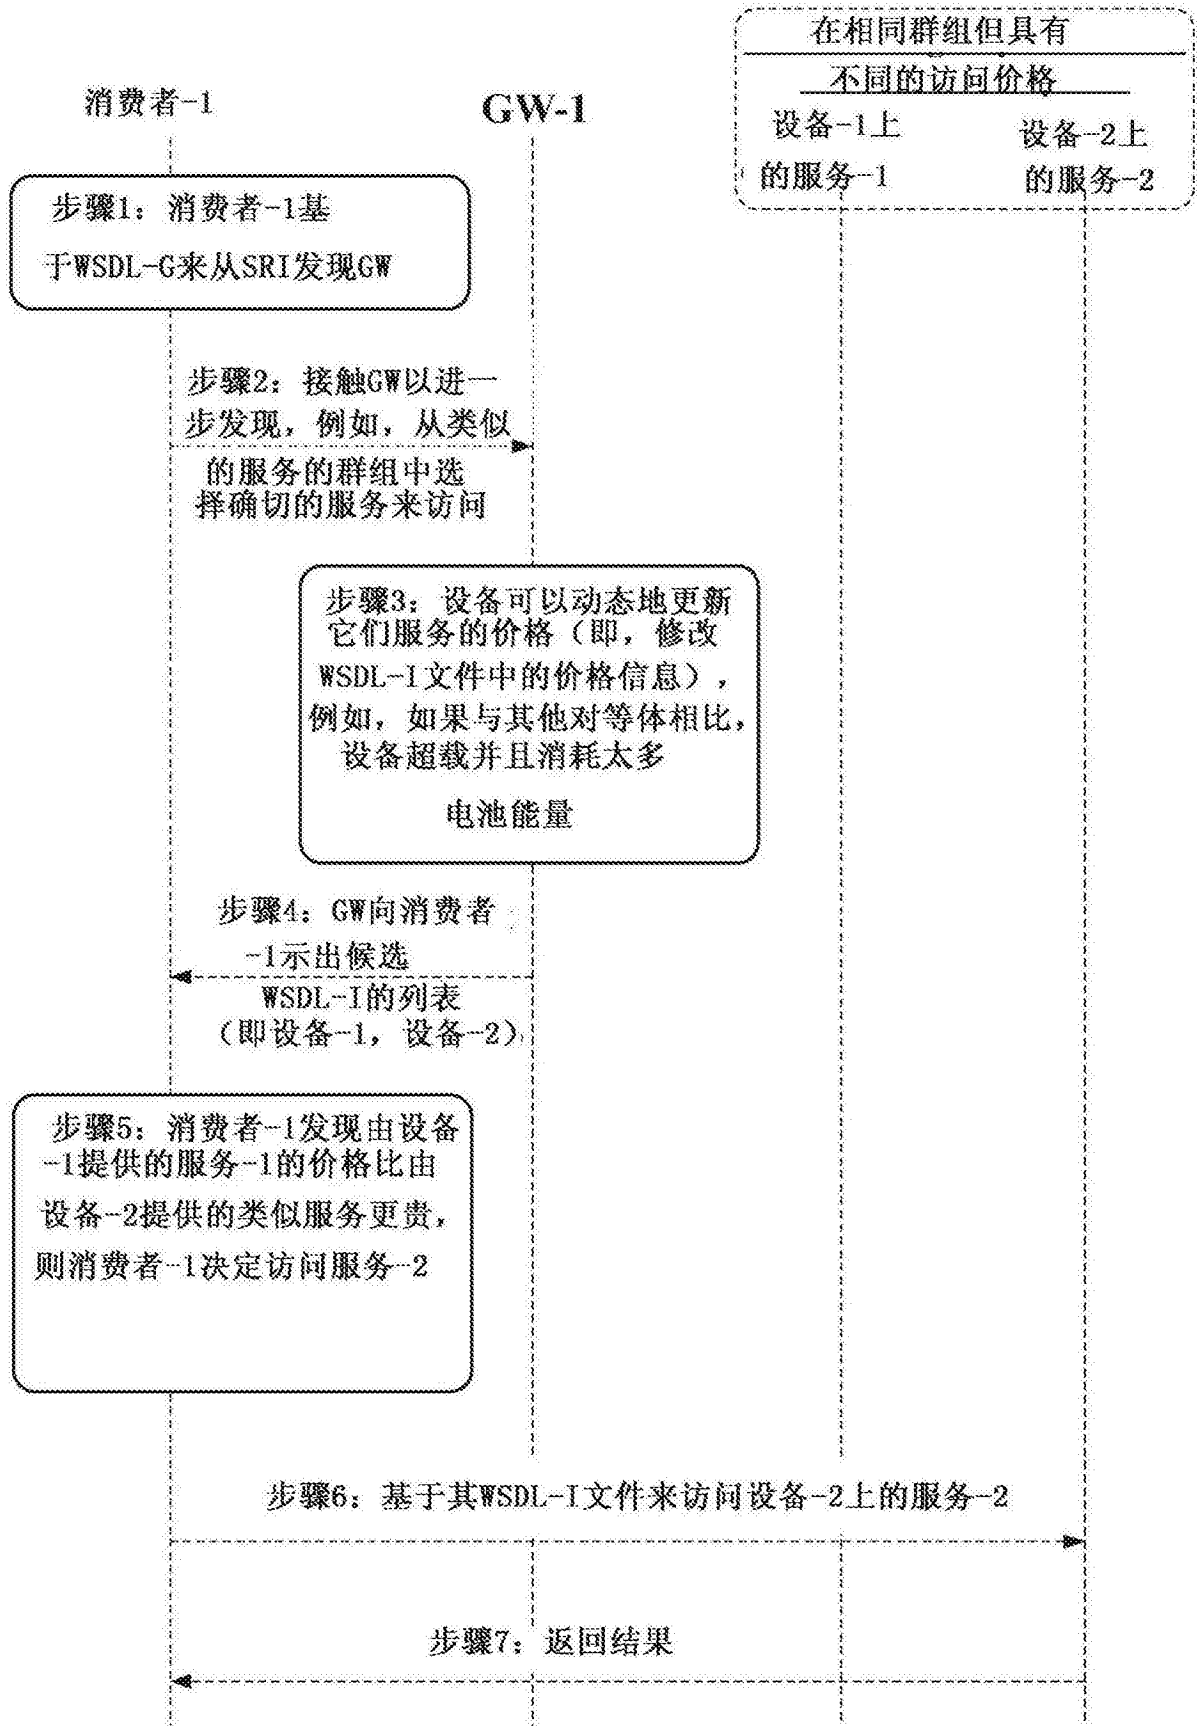 在相同群组但具有
不同的访问价格
消费者-1
GW-1
设备-1上
的服务-1
设备-2上
的服务-2
步骤1：消费者-1基
于WSDL-G来从SRI发现GW
步骤2：接触GW以进一
步发现，例如，从类似
的服务的群组中选
择确切的服务来访问
步骤3：设备可以动态地更新
它们服务的价格（即，修改
WSDL-I文件中的价格信息），
例如，如果与其他对等体相比，
设备超载并且消耗太多
电池能量
步骤4：GW向消费者
-1示出候选
WSDL-I的列表
（即设备-1，设备-2）
步骤5：消费者-1发现由设备
-1提供的服务-1的价格比由
设备-2提供的类似服务更贵，
则消费者-1决定访问服务-2
步骤6：基于其WSDL-I文件来访问设备-2上的服务-2
步骤7：返回结果